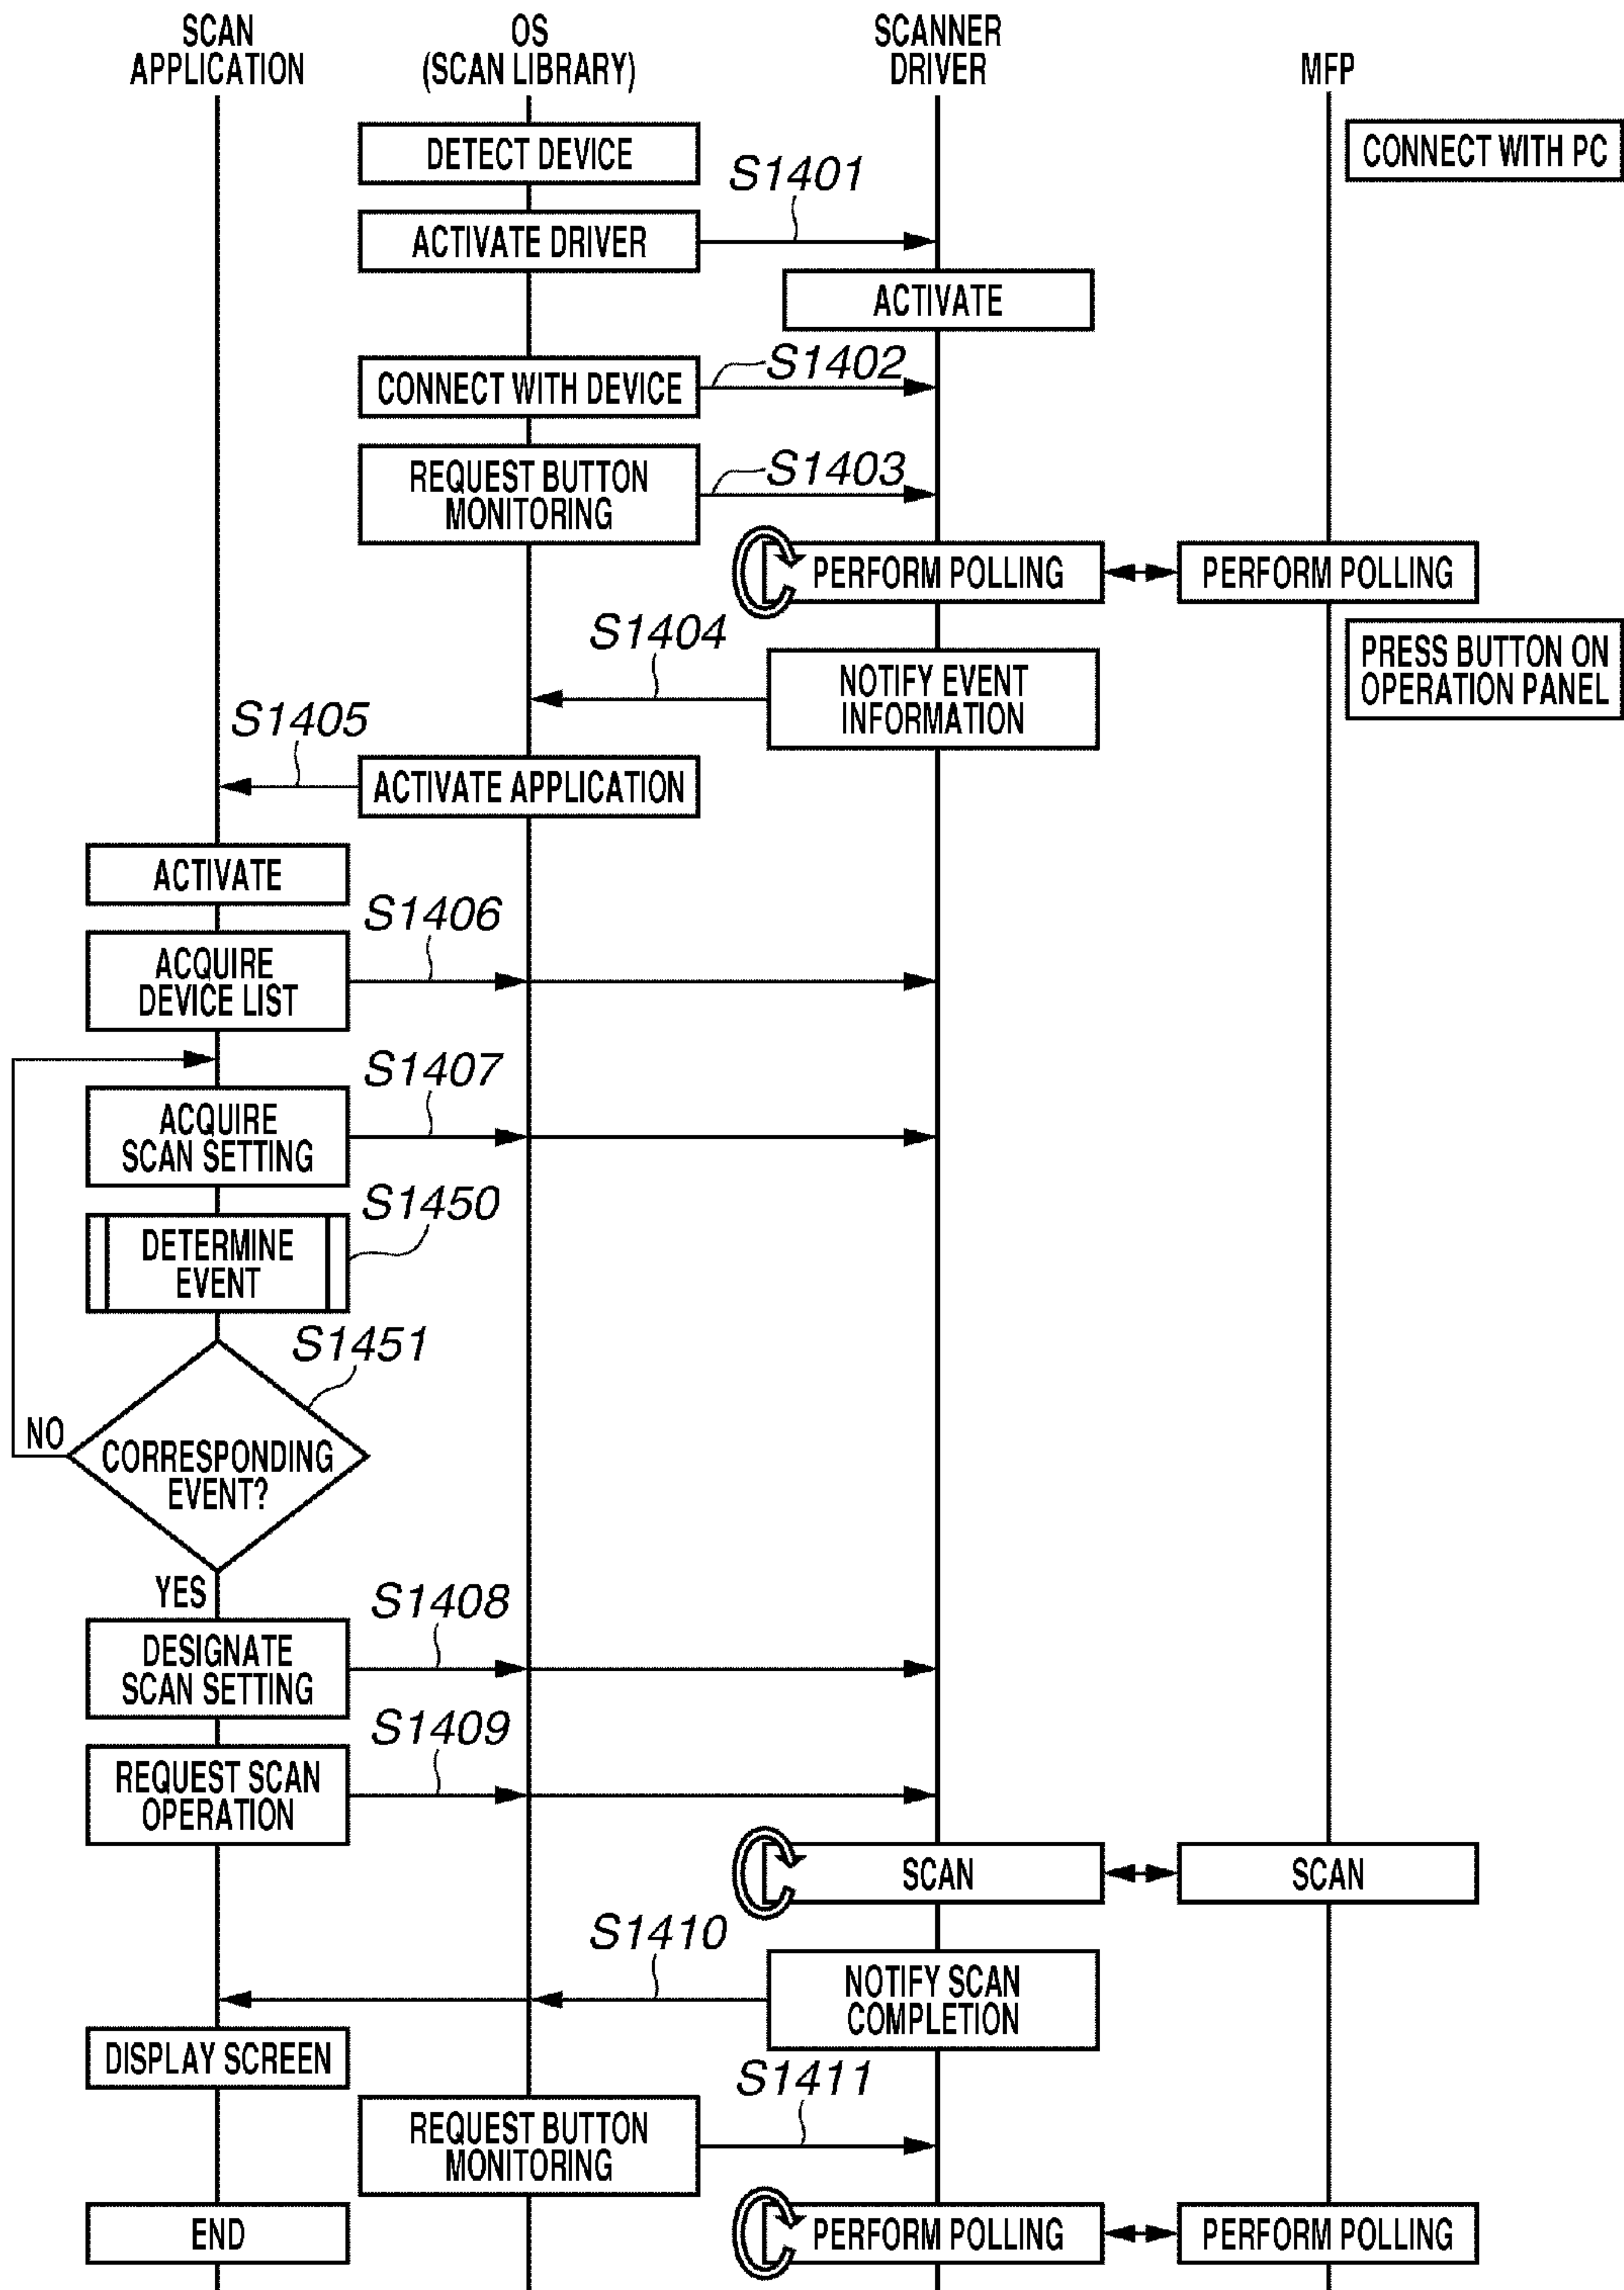 SCAN
APPLICATION
OS
(SCAN LIBRARY)
SCANNER
DRIVER
MFP
CONNECT WITH PC
DETECT DEVICE
S1401
ACTIVATE DRIVER
ACTIVATE
S1402
CONNECT WITH DEVICE
S1403
REQUEST BUTTON
MONITORING
PERFORM POLLING
PERFORM POLLING
S1404
PRESS BUTTON ON
OPERATION PANEL
NOTIFY EVENT
INFORMATION
S1405
ACTIVATE APPLICATION
ACTIVATE
S1406
ACQUIRE
DEVICE LIST
S1407
ACQUIRE
SCAN SETTING
S1450
DETERMINE
EVENT
S1451
NO
CORRESPONDING
EVENT?
YES
S1408
DESIGNATE
SCAN SETTING
S1409
REQUEST SCAN
OPERATION
SCAN
SCAN
S1410
NOTIFY SCAN
COMPLETION
DISPLAY SCREEN
S1411
REQUEST BUTTON
MONITORING
END
PERFORM POLLING
PERFORM POLLING